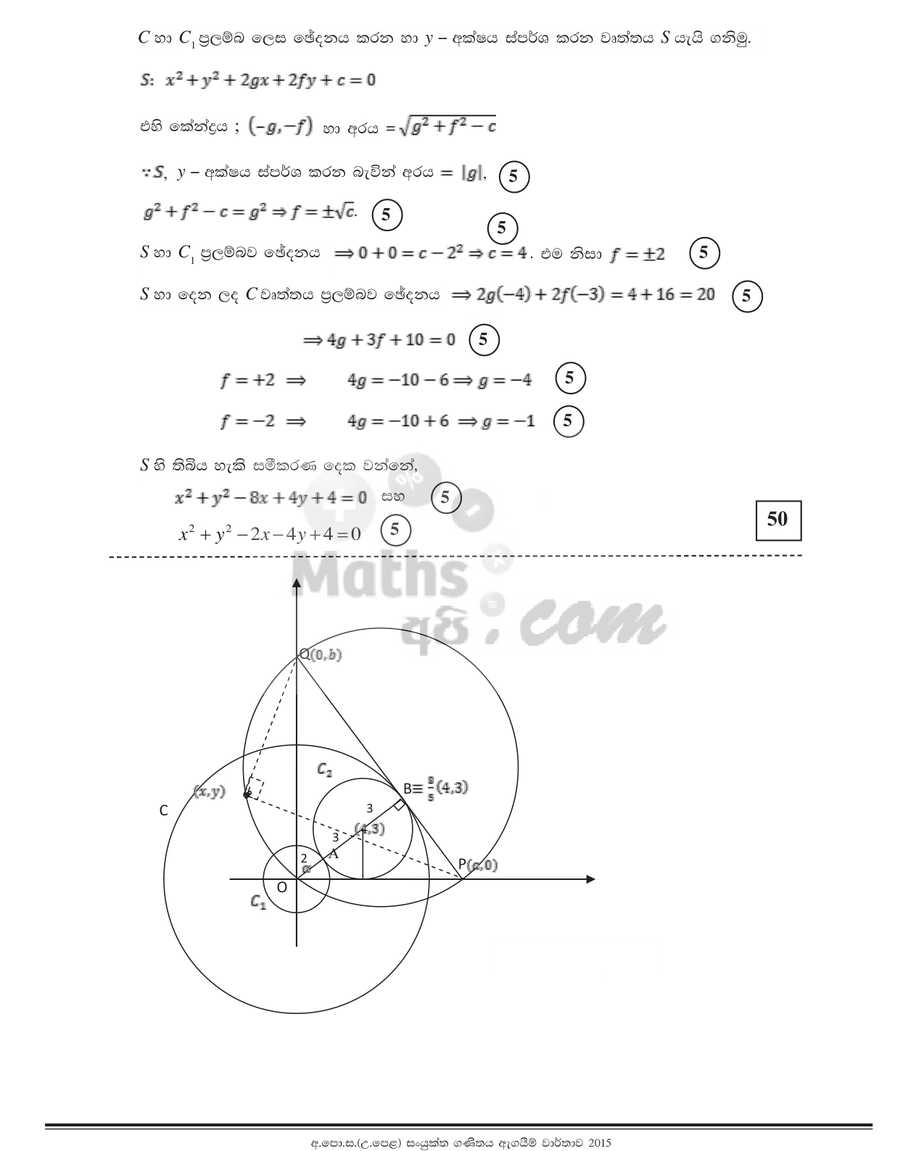 C හා C₁ ප්‍රලම්බ ලෙස ඡේදනය කරන හා y – අක්ෂය ස්පර්ශ කරන වෘත්තය S යැයි ගනිමු.
S: x² + y² + 2gx + 2fy + c = 0
එහි කේන්ද්‍රය ; (−g, −f) හා අරය = √(g² + f² − c)
∵ S, y – අක්ෂය ස්පර්ශ කරන බැවින් අරය = |g|. 5
g² + f² − c = g² ⇒ f = ±√c. 5
5
S හා C₁ ප්‍රලම්බව ඡේදනය ⇒ 0 + 0 = c − 2² ⇒ c = 4. එම නිසා f = ±2 5
S හා දෙන ලද C වෘත්තය ප්‍රලම්බව ඡේදනය ⇒ 2g(−4) + 2f(−3) = 4 + 16 = 20 5
⇒ 4g + 3f + 10 = 0 5
f = +2 ⇒ 4g = −10 − 6 ⇒ g = −4 5
f = −2 ⇒ 4g = −10 + 6 ⇒ g = −1 5
S හි තිබිය හැකි සමීකරණ දෙක වන්නේ,
x² + y² − 8x + 4y + 4 = 0 සහ 5
x² + y² − 2x − 4y + 4 = 0 5
50
Maths
අපි . com
Q(0, b)
C₂
B≡ 8/5 (4,3)
(x, y)
C
3
(4,3)
3
A
2
α
P(a, 0)
O
C₁
අ.පො.ස.(උ.පෙළ) සංයුක්ත ගණිතය ඇගයීම් වාර්තාව 2015